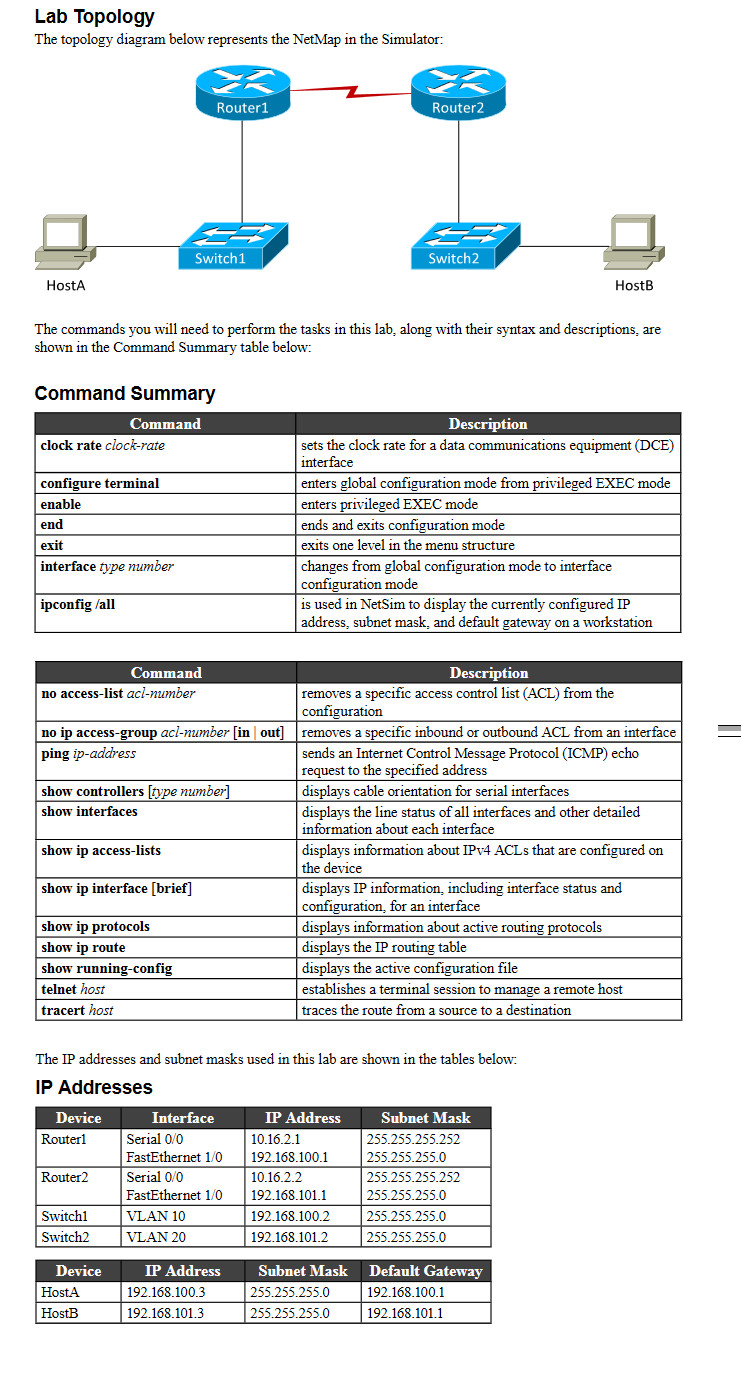 Lab Topology
The topology diagram below represents the NetMap in the Simulator:
Router1
Router2
Switch1
Switch2
HostA
HostB
The commands you will need to perform the tasks in this lab, along with their syntax and descriptions, are
shown in the Command Summary table below:
Command Summary
Command Description
clock rate clock-rate sets the clock rate for a data communications equipment (DCE)
interface
configure terminal enters global configuration mode from privileged EXEC mode
enable enters privileged EXEC mode
end ends and exits configuration mode
exit exits one level in the menu structure
interface type number changes from global configuration mode to interface
configuration mode
ipconfig /all is used in NetSim to display the currently configured IP
address, subnet mask, and default gateway on a workstation
Command Description
no access-list acl-number removes a specific access control list (ACL) from the
configuration
no ip access-group acl-number [in | out] removes a specific inbound or outbound ACL from an interface
ping ip-address sends an Internet Control Message Protocol (ICMP) echo
request to the specified address
show controllers [type number] displays cable orientation for serial interfaces
show interfaces displays the line status of all interfaces and other detailed
information about each interface
show ip access-lists displays information about IPv4 ACLs that are configured on
the device
show ip interface [brief] displays IP information, including interface status and
configuration, for an interface
show ip protocols displays information about active routing protocols
show ip route displays the IP routing table
show running-config displays the active configuration file
telnet host establishes a terminal session to manage a remote host
tracert host traces the route from a source to a destination
The IP addresses and subnet masks used in this lab are shown in the tables below:
IP Addresses
Device Interface IP Address Subnet Mask
Router1 Serial 0/0 10.16.2.1 255.255.255.252
FastEthernet 1/0 192.168.100.1 255.255.255.0
Router2 Serial 0/0 10.16.2.2 255.255.255.252
FastEthernet 1/0 192.168.101.1 255.255.255.0
Switch1 VLAN 10 192.168.100.2 255.255.255.0
Switch2 VLAN 20 192.168.101.2 255.255.255.0
Device IP Address Subnet Mask Default Gateway
HostA 192.168.100.3 255.255.255.0 192.168.100.1
HostB 192.168.101.3 255.255.255.0 192.168.101.1